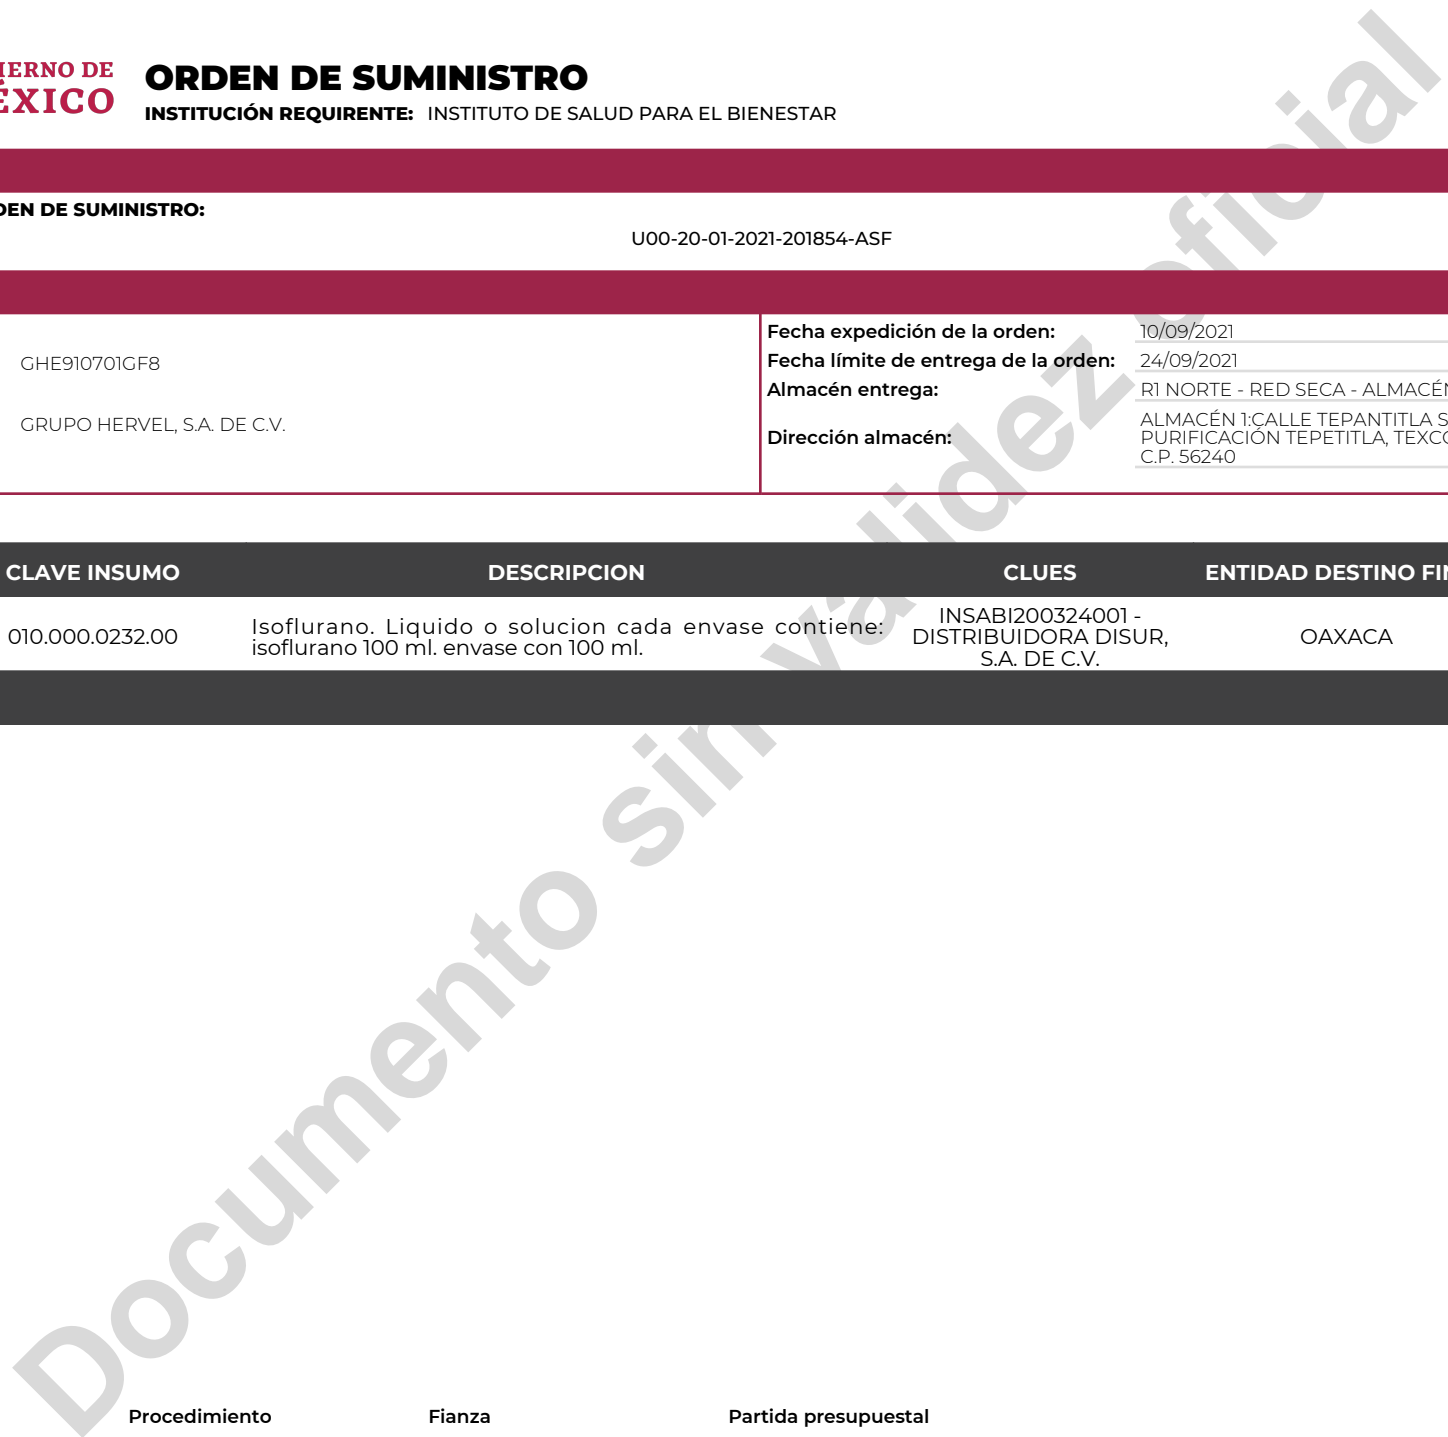 IERNO DE
ÉXICO
ORDEN DE SUMINISTRO
INSTITUCIÓN REQUIRENTE: INSTITUTO DE SALUD PARA EL BIENESTAR
DEN DE SUMINISTRO:
U00-20-01-2021-201854-ASF
GHE910701GF8
GRUPO HERVEL, S.A. DE C.V.
Fecha expedición de la orden: 10/09/2021
Fecha límite de entrega de la orden: 24/09/2021
Almacén entrega: R1 NORTE - RED SECA - ALMACÉN
Dirección almacén: ALMACÉN 1:CALLE TEPANTITLA S
PURIFICACIÓN TEPETITLA, TEXCO
C.P. 56240
CLAVE INSUMO DESCRIPCION CLUES ENTIDAD DESTINO FIN
010.000.0232.00
Isoflurano. Liquido o solucion cada envase contiene:
isoflurano 100 ml. envase con 100 ml.
INSABI200324001 -
DISTRIBUIDORA DISUR,
S.A. DE C.V.
OAXACA
Documento sin validez oficial
Procedimiento Fianza Partida presupuestal